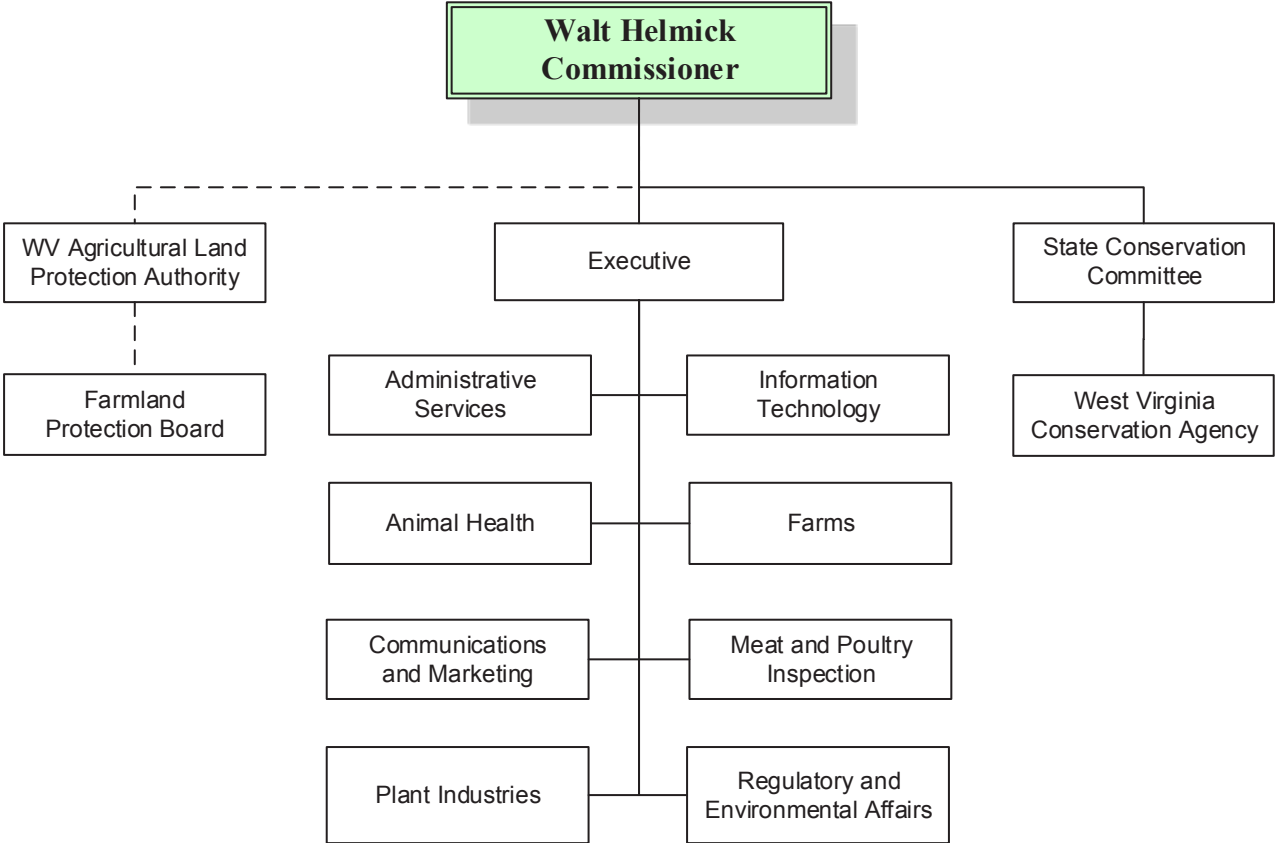 Walt Helmick
Commissioner
WV Agricultural Land
Protection Authority
Executive
State Conservation
Committee
Farmland
Protection Board
Administrative
Services
Information
Technology
West Virginia
Conservation Agency
Animal Health
Farms
Communications
and Marketing
Meat and Poultry
Inspection
Plant Industries
Regulatory and
Environmental Affairs